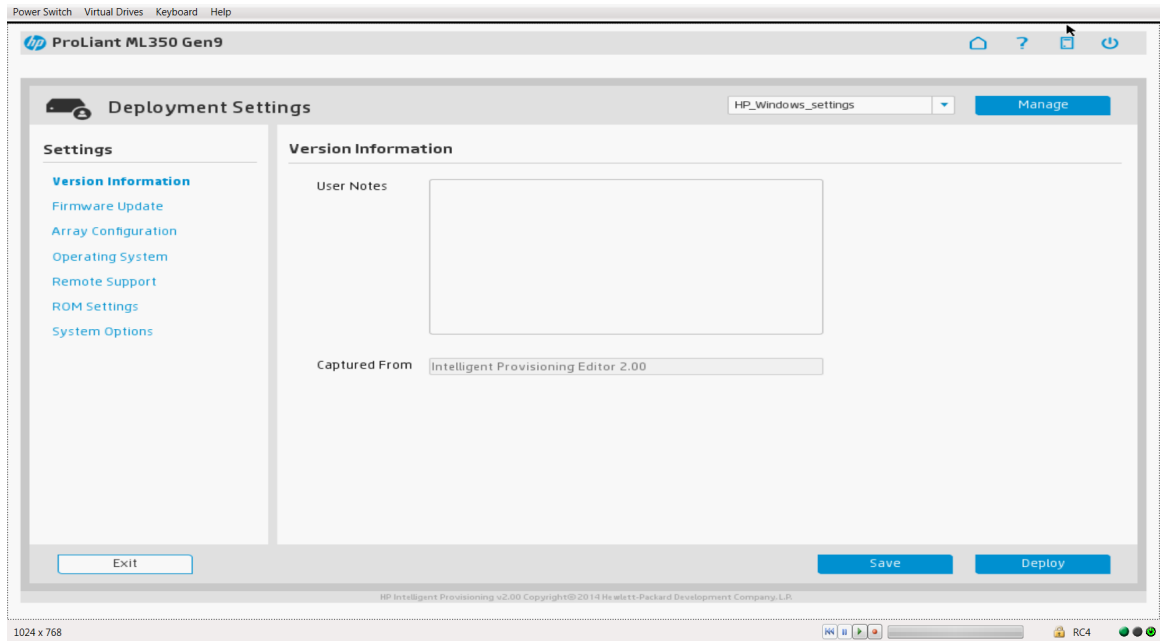 Power Switch Virtual Drives Keyboard Help
hp ProLiant ML350 Gen9 ?
Deployment Settings HP_Windows_settings Manage
Settings
Version Information
Firmware Update
Array Configuration
Operating System
Remote Support
ROM Settings
System Options
Version Information
User Notes
Captured From Intelligent Provisioning Editor 2.00
Exit Save Deploy
HP Intelligent Provisioning v2.00 Copyright©2014 Hewlett-Packard Development Company, L.P.
1024 x 768 RC4